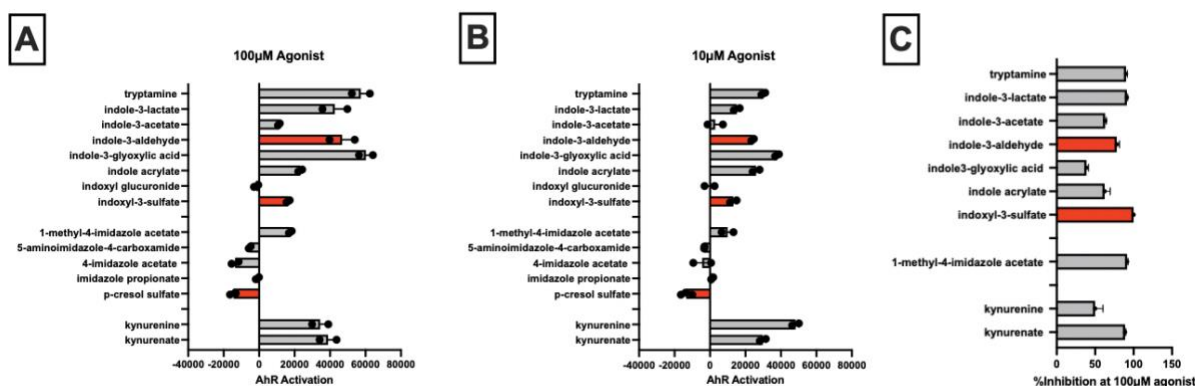 A
100µM Agonist
tryptamine
indole-3-lactate
indole-3-acetate
indole-3-aldehyde
indole-3-glyoxylic acid
indole acrylate
indoxyl glucuronide
indoxyl-3-sulfate
1-methyl-4-imidazole acetate
5-aminoimidazole-4-carboxamide
4-imidazole acetate
imidazole propionate
p-cresol sulfate
kynurenine
kynurenate
-40000 -20000 0 20000 40000 60000 80000
AhR Activation
B
10µM Agonist
tryptamine
indole-3-lactate
indole-3-acetate
indole-3-aldehyde
indole-3-glyoxylic acid
indole acrylate
indoxyl glucuronide
indoxyl-3-sulfate
1-methyl-4-imidazole acetate
5-aminoimidazole-4-carboxamide
4-imidazole acetate
imidazole propionate
p-cresol sulfate
kynurenine
kynurenate
-40000 -20000 0 20000 40000 60000 80000
AhR Activation
C
tryptamine
indole-3-lactate
indole-3-acetate
indole-3-aldehyde
indole3-glyoxylic acid
indole acrylate
indoxyl-3-sulfate
1-methyl-4-imidazole acetate
kynurenine
kynurenate
0 50 100 150
%Inhibition at 100µM agonist